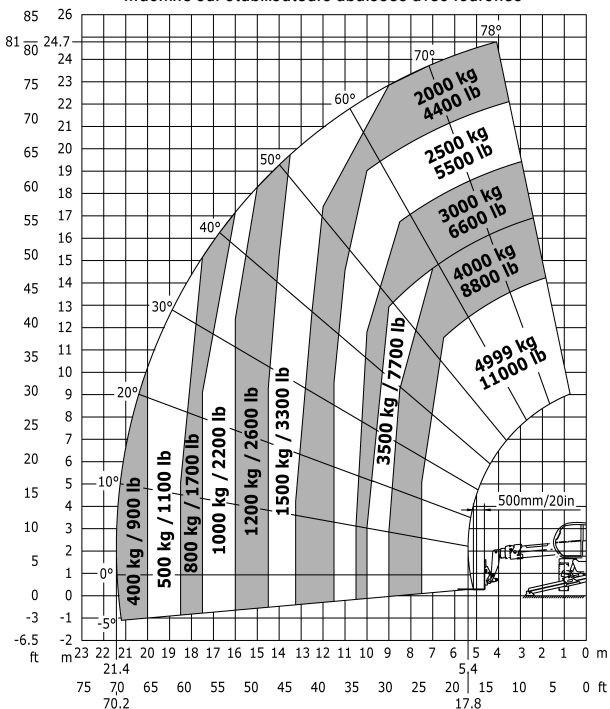 Machine sur stabilisateurs abaissés avec fourches
85
26
78°
81
24.7
80
24
70°
75
23
2000 kg
4400 lb
22
60°
70
21
20
2500 kg
5500 lb
65
19
50°
60
18
17
3000 kg
6600 lb
55
16
40°
50
15
4000 kg
8800 lb
45
14
13
30°
40
12
11
4999 kg
11000 lb
35
10
30
9
20°
8
25
7
3500 kg / 7700 lb
20
6
1500 kg / 3300 lb
5
10°
15
4
1200 kg / 2600 lb
500mm/20in
10
3
1000 kg / 2200 lb
2
800 kg / 1700 lb
5
1
0°
500 kg / 1100 lb
0
0
400 kg / 900 lb
-3
-1
-5°
-6.5
-2
ft m 23 22 21 20 19 18 17 16 15 14 13 12 11 10 9 8 7 6 5 4 3 2 1 0 m
21.4 5.4
75 70 65 60 55 50 45 40 35 30 25 20 15 10 5 0 ft
70.2 17.8